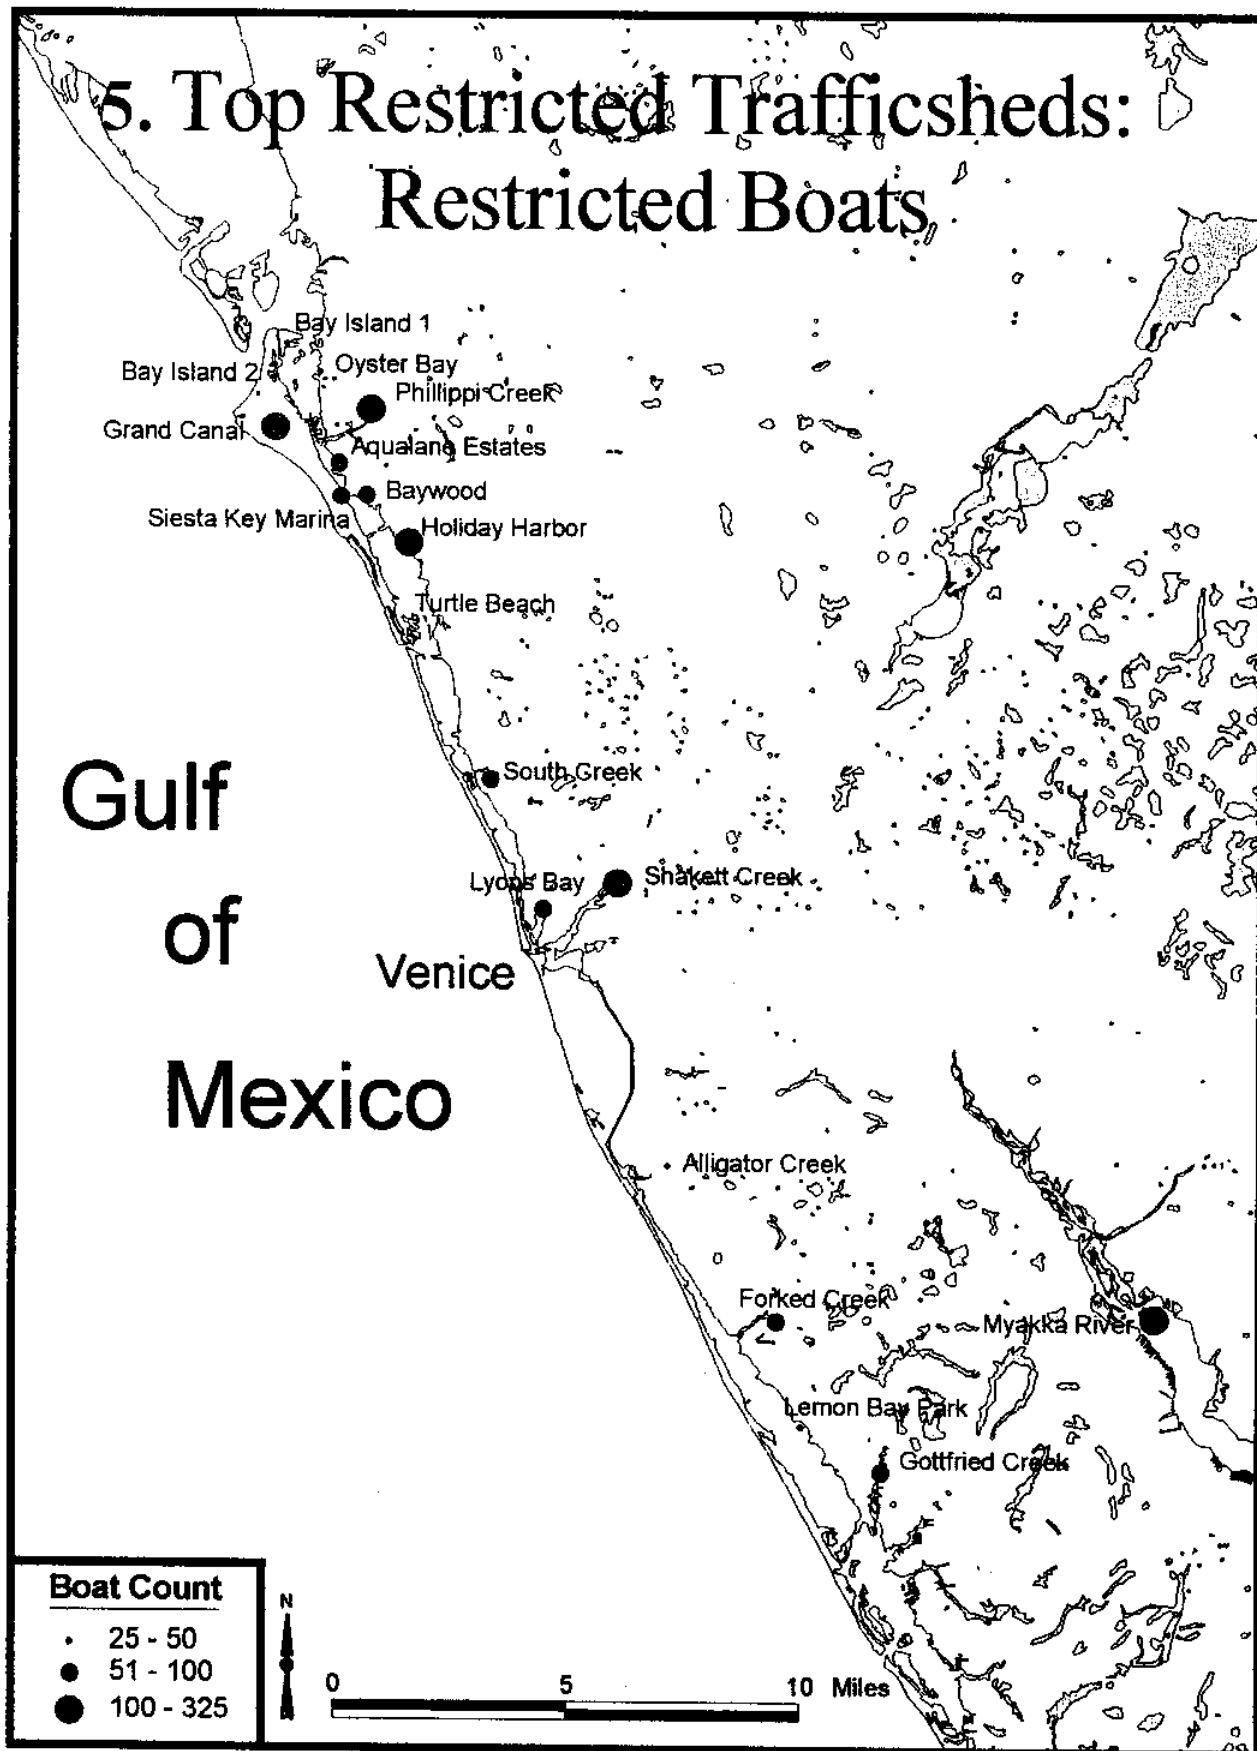 5. Top Restricted Trafficsheds:
Restricted Boats
Bay Island 1
Bay Island 2
Oyster Bay
Phillippi Creek
Grand Canal
Aqualane Estates
Baywood
Siesta Key Marina
Holiday Harbor
Turtle Beach
South Creek
Gulf
of
Mexico
Lyons Bay
Shakett Creek
Venice
Alligator Creek
Forked Creek
Myakka River
Lemon Bay Park
Gottfried Creek
Boat Count
25 - 50
51 - 100
100 - 325
N
0 5 10 Miles